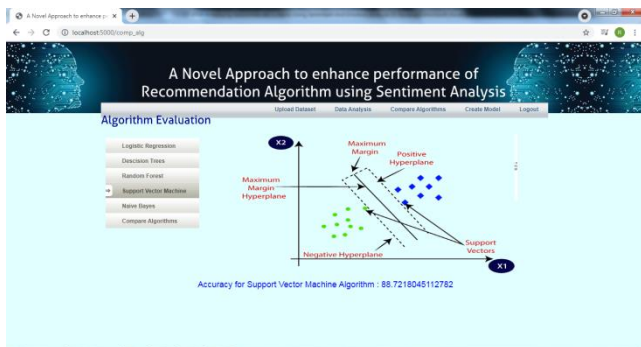 A Novel Approach to enhance pe
localhost:5000/comp_alg
A Novel Approach to enhance performance of
Recommendation Algorithm using Sentiment Analysis
Upload Dataset Data Analysis Compare Algorithms Create Model Logout
Algorithm Evaluation
Logistic Regression
Descision Trees
Random Forest
Support Vector Machine
Naive Bayes
Compare Algorithms
X2
Maximum
Margin
Positive
Hyperplane
Maximum
Margin
Hyperplane
Support
Vectors
Negative Hyperplane
X1
Accuracy for Support Vector Machine Algorithm : 88.7218045112782